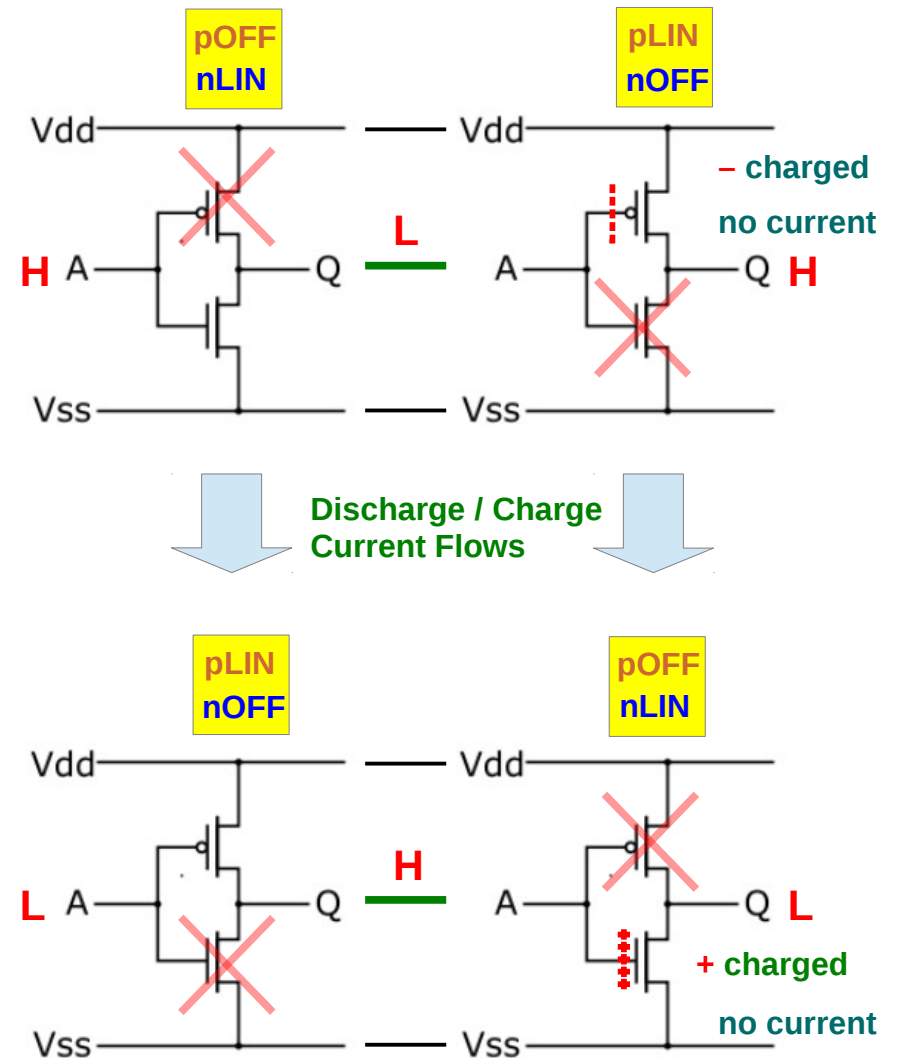 pOFF
nLIN
pLIN
nOFF
Vdd
Vdd
– charged
no current
L
H A
Q
A
Q H
Vss
Vss
Discharge / Charge
Current Flows
pLIN
nOFF
pOFF
nLIN
Vdd
Vdd
H
L A
Q
A
Q L
+ charged
no current
Vss
Vss